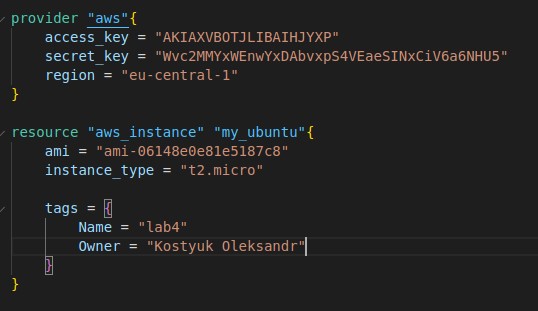 provider "aws"{
access_key = "AKIAXVBOTJLIBAIHJYXP"
secret_key = "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"
region = "eu-central-1"
}
resource "aws_instance" "my_ubuntu"{
ami = "ami-06148e0e81e5187c8"
instance_type = "t2.micro"
tags = {
Name = "lab4"
Owner = "Kostyuk Oleksandr"
}
}